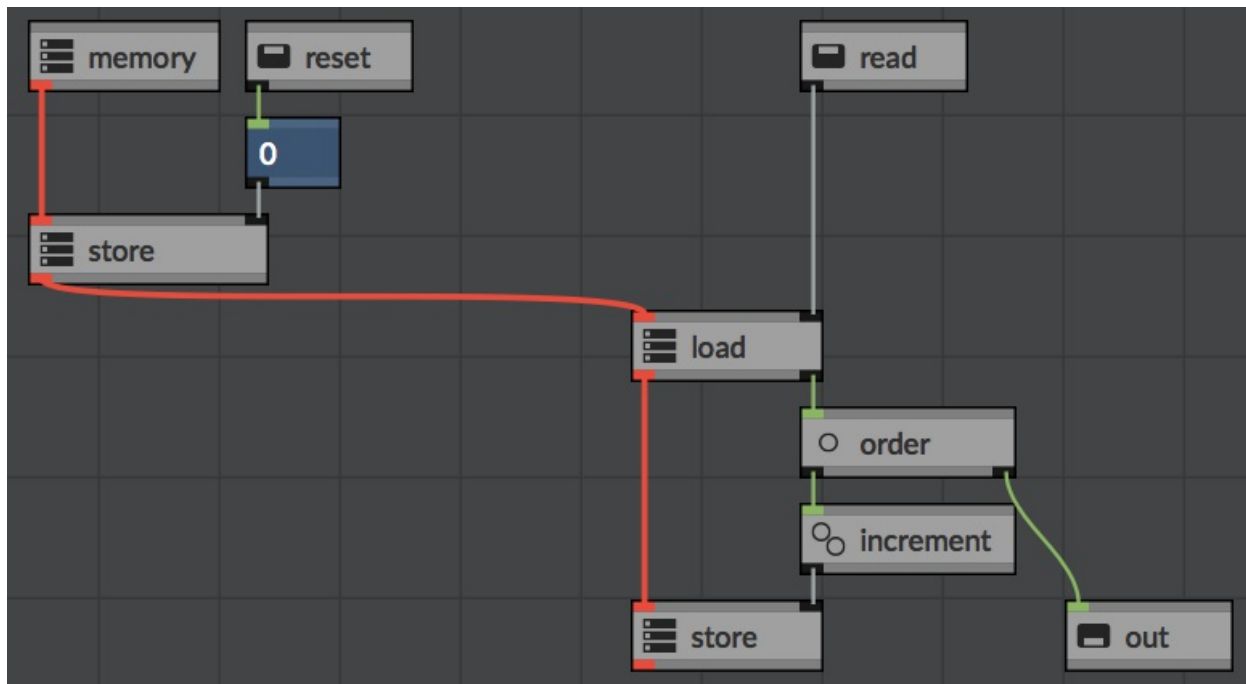 memory
reset
read
0
store
load
order
increment
store
out